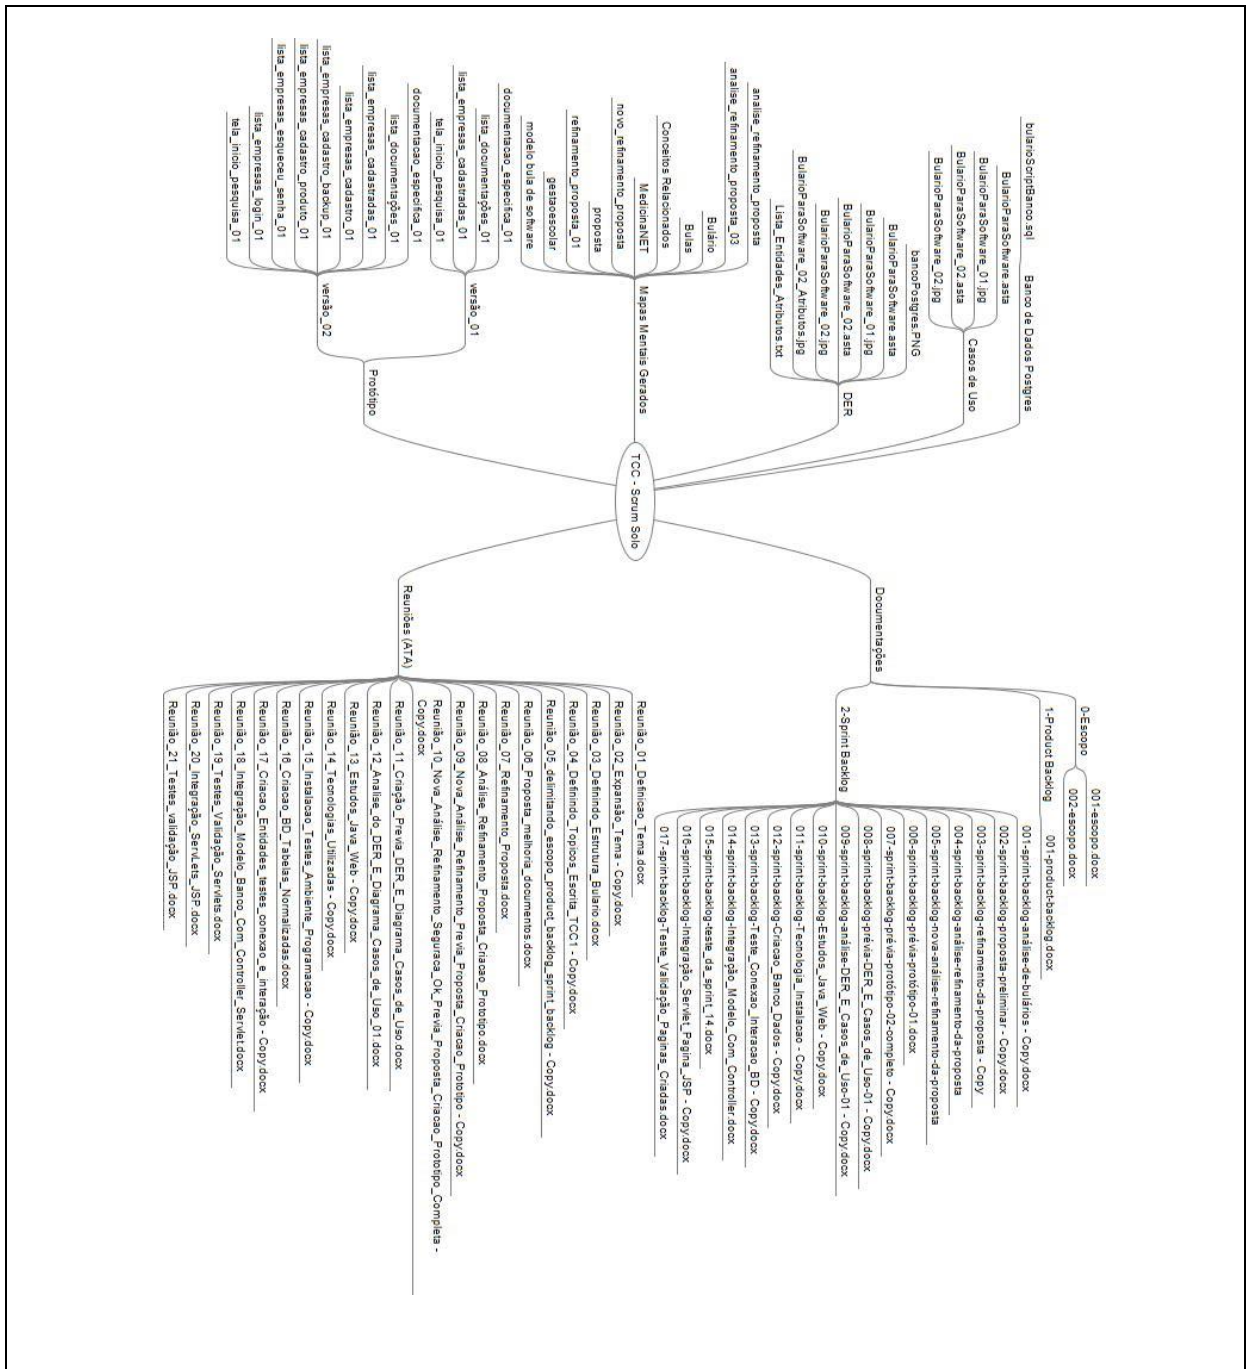 TCC - Scrum Solo
Documentações
0-Escopo
001-escopo.docx
002-escopo.docx
1-Product Backlog
001-product-backlog.docx
2-Sprint Backlog
001-sprint-backlog-análise-de-bulários - Copy.docx
002-sprint-backlog-proposta-preliminar - Copy.docx
003-sprint-backlog-refinamento-da-proposta - Copy
004-sprint-backlog-análise-refinamento-da-proposta
005-sprint-backlog-nova-análise-refinamento-da-proposta
006-sprint-backlog-prévia-protótipo-01.docx
007-sprint-backlog-prévia-protótipo-02-completo - Copy.docx
008-sprint-backlog-prévia-DER_E_Casos_de_Uso-01 - Copy.docx
009-sprint-backlog-análise-DER_E_Casos_de_Uso-01 - Copy.docx
010-sprint-backlog-Estudos_Java_Web - Copy.docx
011-sprint-backlog-Tecnologia_Instalacao - Copy.docx
012-sprint-backlog-Criacao_Banco_Dados - Copy.docx
013-sprint-backlog-Teste_Conexao_Interacao_BD - Copy.docx
014-sprint-backlog-Integração_Modelo_Com_Controller.docx
015-sprint-backlog-teste_da_sprint_14.docx
016-sprint-backlog-Integração_Servlet_Pagina_JSP - Copy.docx
017-sprint-backlog-Teste_Validação_Paginas_Criadas.docx
Reuniões (ATA)
Reunião_01_Definicao_Tema.docx
Reunião_02_Expansão_Tema - Copy.docx
Reunião_03_Definindo_Estrutura_Bulario.docx
Reunião_04_Definindo_Topicos_Escrita_TCC1 - Copy.docx
Reunião_05_delimitando_escopo_product_backlog_sprint_backlog - Copy.docx
Reunião_06_Proposta_melhoria_documentos.docx
Reunião_07_Refinamento_Proposta.docx
Reunião_08_Análise_Refinamento_Proposta_Criacao_Prototipo.docx
Reunião_09_Nova_Análise_Refinamento_Previa_Proposta_Criacao_Prototipo - Copy.docx
Reunião_10_Nova_Análise_Refinamento_Seguraca_Ok_Previa_Proposta_Criacao_Prototipo_Completa -
Copy.docx
Reunião_11_Criação_Previa_DER_E_Diagrama_Casos_de_Uso.docx
Reunião_12_Analise_do_DER_E_Diagrama_Casos_de_Uso_01.docx
Reunião_13_Estudos_Java_Web - Copy.docx
Reunião_14_Tecnologias_Utilizadas - Copy.docx
Reunião_15_Instalacao_Testes_Ambiente_Programacao - Copy.docx
Reunião_16_Criacao_BD_Tabelas_Normalizadas.docx
Reunião_17_Criacao_Entidades_testes_conexao_e_interação - Copy.docx
Reunião_18_Integração_Modelo_Banco_Com_Controller_Servlet.docx
Reunião_19_Testes_Validação_Servlets.docx
Reunião_20_Integração_ServLets_JSP.docx
Reunião_21_Testes_validação_JSP.docx
Banco de Dados Postgres
bularioScriptBanco.sql
Casos de Uso
BularioParaSoftware.asta
BularioParaSoftware_01.jpg
BularioParaSoftware_02.asta
BularioParaSoftware_02.jpg
DER
bancoPostgres.PNG
BularioParaSoftware.asta
BularioParaSoftware_01.jpg
BularioParaSoftware_02.asta
BularioParaSoftware_02.jpg
BularioParaSoftware_02_Atributos.jpg
Lista_Entidades_Atributos.txt
Mapas Mentais Gerados
analise_refinamento_proposta
analise_refinamento_proposta_03
Bulário
Bulas
Conceitos Relacionados
MedicinaNET
novo_refinamento_proposta
proposta
refinamento_proposta_01
gestaoescolar
modelo bula de software
Protótipo
versão_01
documentacao_especifica_01
lista_documentações_01
lista_empresas_cadastradas_01
tela_inicio_pesquisa_01
versão_02
documentacao_especifica_01
lista_documentações_01
lista_empresas_cadastradas_01
lista_empresas_cadastro_01
lista_empresas_cadastro_backup_01
lista_empresas_cadastro_produto_01
lista_empresas_esqueceu_senha_01
lista_empresas_login_01
tela_inicio_pesquisa_01